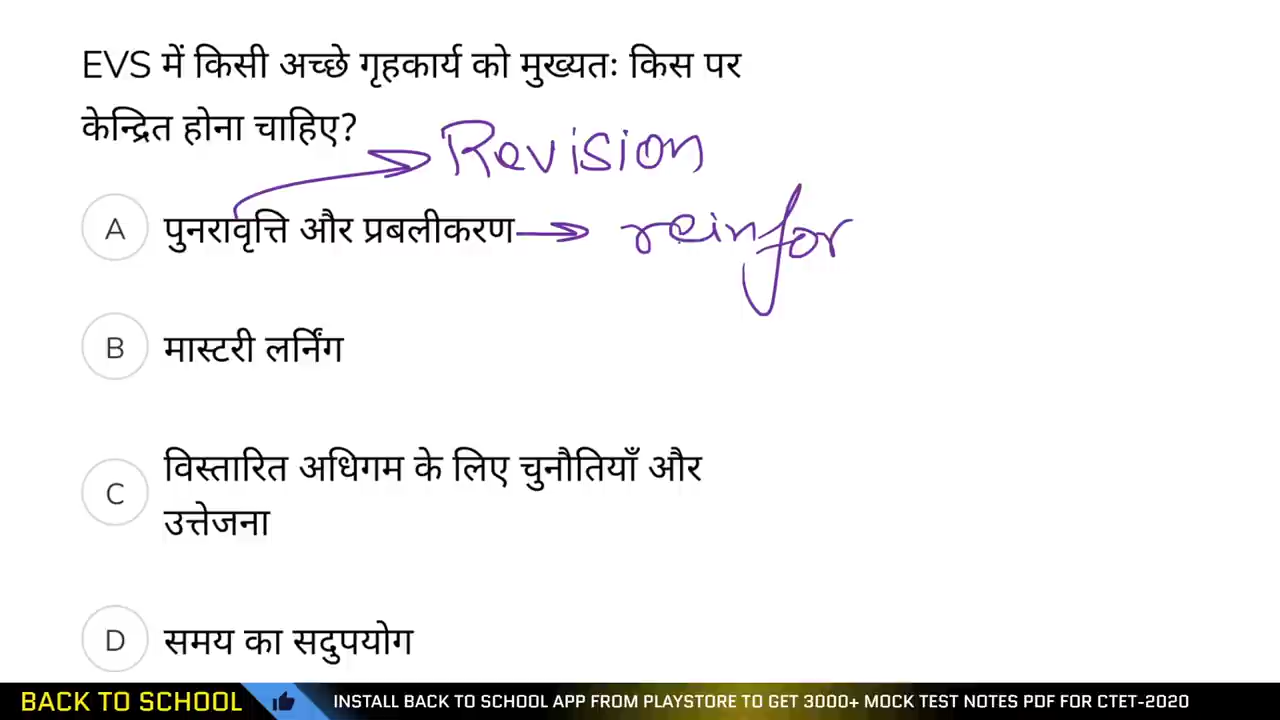 EVS में किसी अच्छे गृहकार्य को मुख्यतः किस पर
केन्द्रित होना चाहिए?
Revision
A पुनरावृत्ति और प्रबलीकरण
reinfor
B मास्टरी लर्निंग
C विस्तारित अधिगम के लिए चुनौतियाँ और
उत्तेजना
D समय का सदुपयोग
BACK TO SCHOOL INSTALL BACK TO SCHOOL APP FROM PLAYSTORE TO GET 3000+ MOCK TEST NOTES PDF FOR CTET-2020